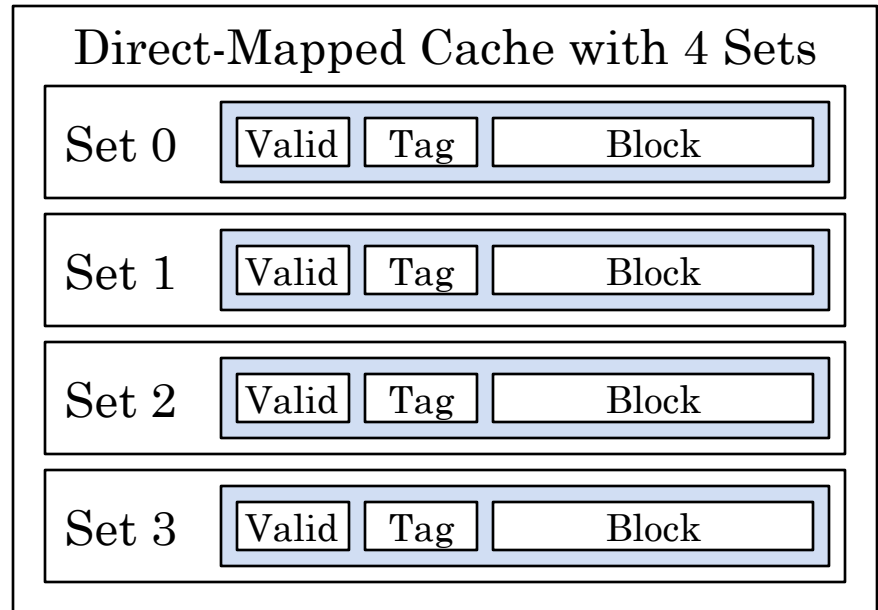 Direct-Mapped Cache with 4 Sets
Set 0 Valid Tag Block
Set 1 Valid Tag Block
Set 2 Valid Tag Block
Set 3 Valid Tag Block